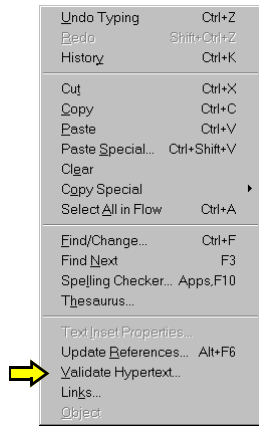 Undo Typing Ctrl+Z
Redo Shift+Ctrl+Z
History Ctrl+K
Cut Ctrl+X
Copy Ctrl+C
Paste Ctrl+V
Paste Special... Ctrl+Shift+V
Clear
Copy Special
Select All in Flow Ctrl+A
Find/Change... Ctrl+F
Find Next F3
Spelling Checker... Apps,F10
Thesaurus...
Text Inset Properties...
Update References... Alt+F6
Validate Hypertext...
Links...
Object